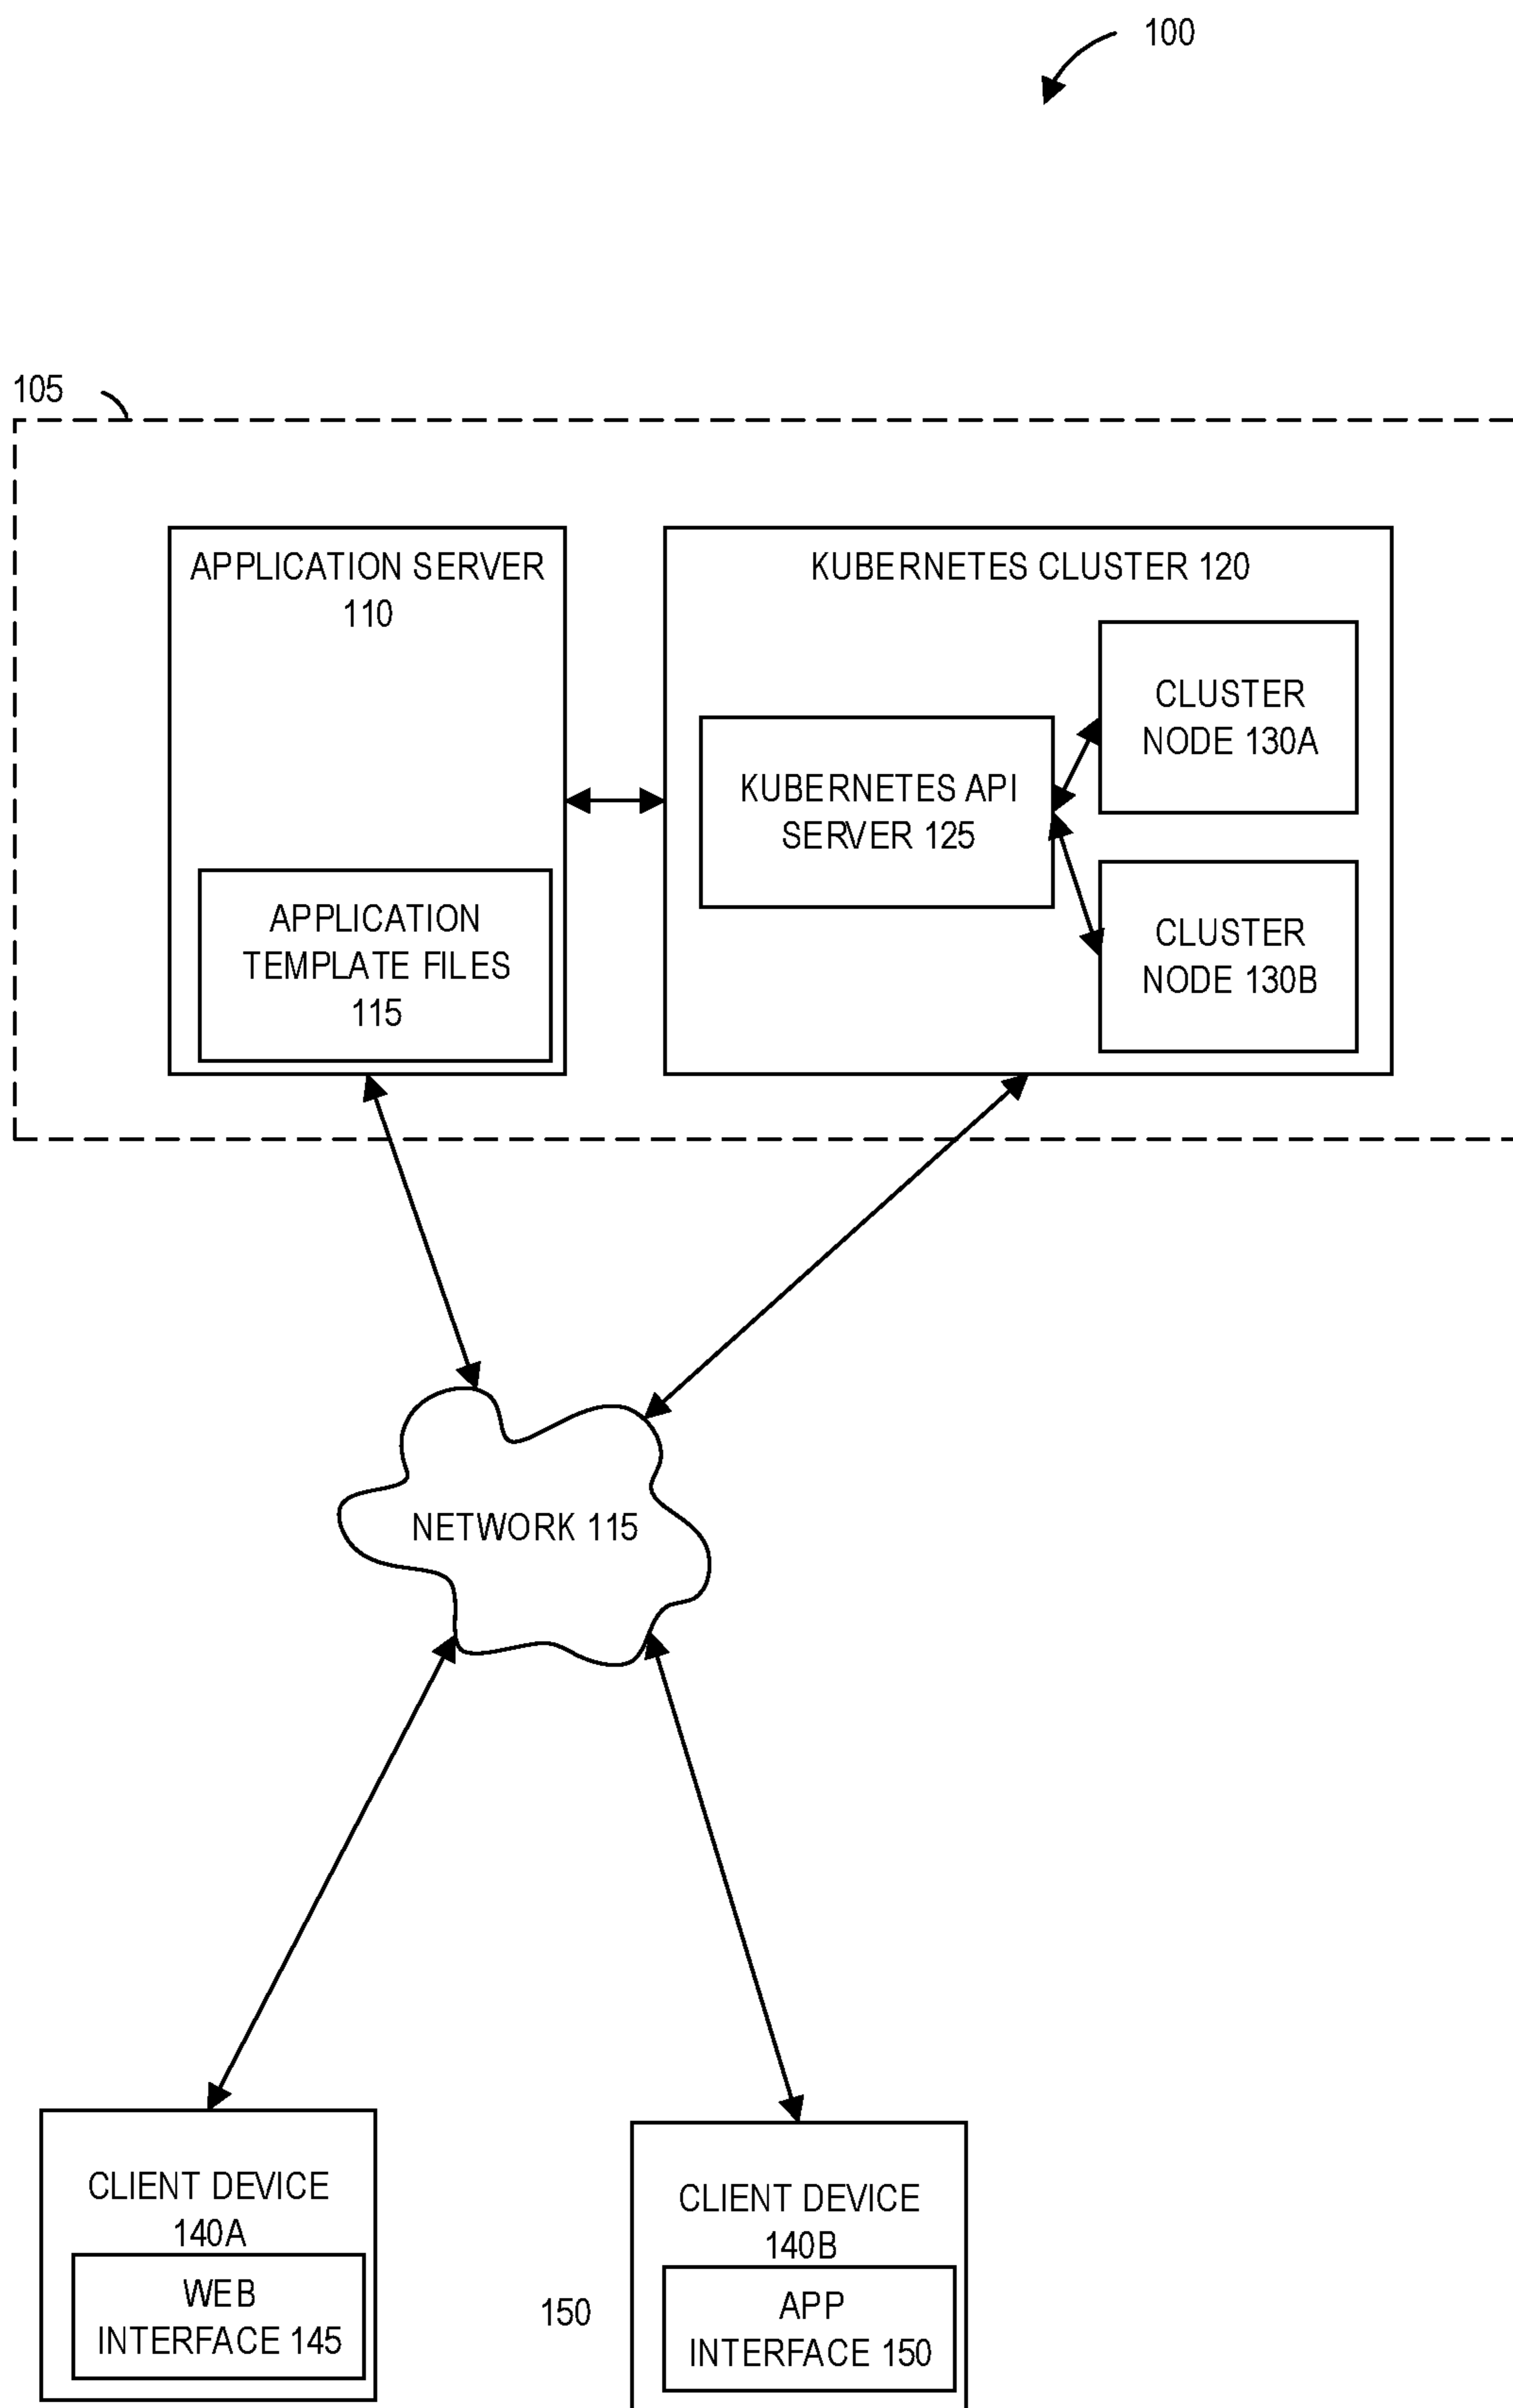 100
105
APPLICATION SERVER
110
KUBERNETES CLUSTER 120
CLUSTER
NODE 130A
KUBERNETES API
SERVER 125
APPLICATION
TEMPLATE FILES
115
CLUSTER
NODE 130B
NETWORK 115
CLIENT DEVICE
140A
WEB
INTERFACE 145
150
CLIENT DEVICE
140B
APP
INTERFACE 150